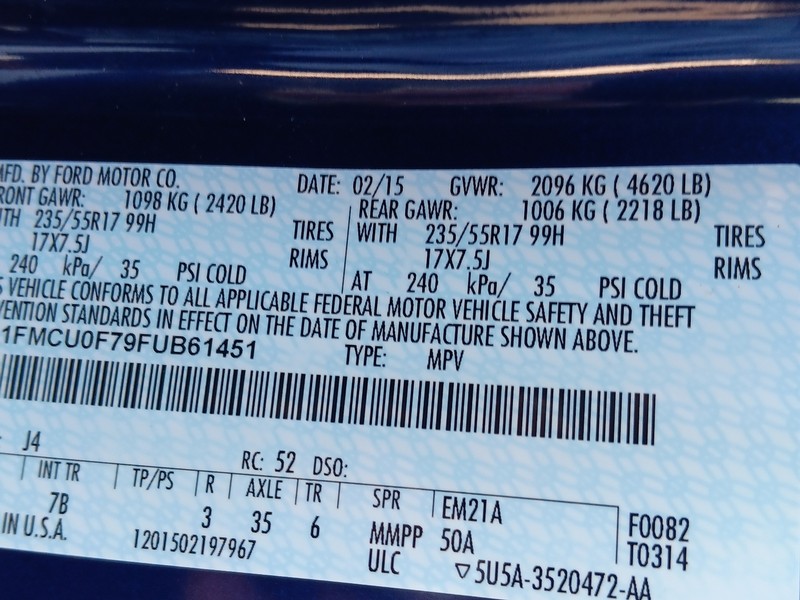 MFD. BY FORD MOTOR CO.
DATE: 02/15 GVWR: 2096 KG ( 4620 LB)
FRONT GAWR: 1098 KG ( 2420 LB) REAR GAWR: 1006 KG ( 2218 LB)
WITH 235/55R17 99H TIRES WITH 235/55R17 99H TIRES
17X7.5J RIMS 17X7.5J RIMS
240 kPa/ 35 PSI COLD AT 240 kPa/ 35 PSI COLD
VEHICLE CONFORMS TO ALL APPLICABLE FEDERAL MOTOR VEHICLE SAFETY AND THEFT
VENTION STANDARDS IN EFFECT ON THE DATE OF MANUFACTURE SHOWN ABOVE.
1FMCU0F79FUB61451 TYPE: MPV
J4 RC: 52 DSO:
INT TR TP/PS R AXLE TR SPR EM21A F0082
7B 3 35 6 MMPP 50A T0314
IN U.S.A. 1201502197967 ULC ▽5U5A-3520472-AA